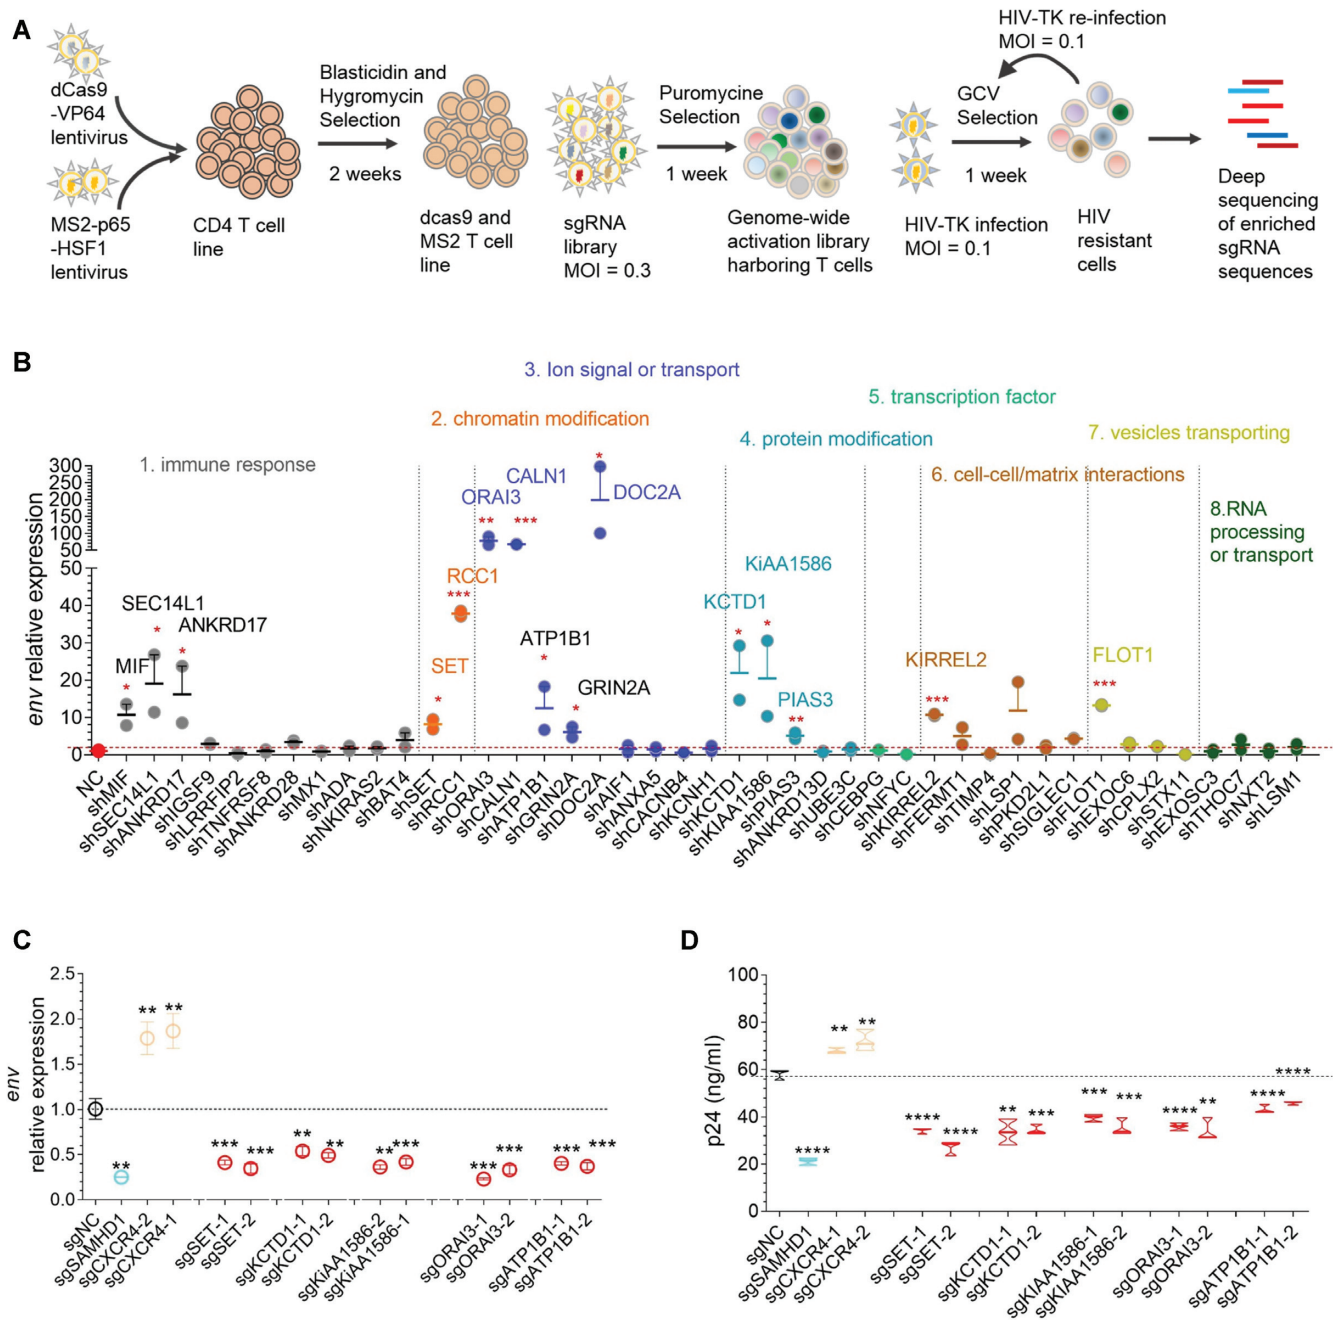 A
dCas9
-VP64
lentivirus
MS2-p65
-HSF1
lentivirus
CD4 T cell
line
Blasticidin and
Hygromycin
Selection
2 weeks
dcas9 and
MS2 T cell
line
sgRNA
library
MOI = 0.3
Puromycine
Selection
1 week
Genome-wide
activation library
harboring T cells
HIV-TK infection
MOI = 0.1
HIV-TK re-infection
MOI = 0.1
GCV
Selection
1 week
HIV
resistant
cells
Deep
sequencing
of enriched
sgRNA
sequences
B
3. Ion signal or transport
5. transcription factor
2. chromatin modification
4. protein modification
7. vesicles transporting
1. immune response
6. cell-cell/matrix interactions
8.RNA
processing
or transport
env relative expression
300
250
200
150
100
50
50
40
30
20
10
0
MIF
*
SEC14L1
*
ANKRD17
*
SET
*
RCC1
***
ORAI3
**
CALN1
***
ATP1B1
*
GRIN2A
*
DOC2A
*
KCTD1
*
KiAA1586
*
PIAS3
**
KIRREL2
***
FLOT1
***
NC
shMIF
shSEC14L1
shANKRD17
shIGSF9
shLRRFIP2
shTNFRSF8
shANKRD28
shMX1
shADA
shNKIRAS2
shBAT4
shSET
shRCC1
shORAI3
shCALN1
shATP1B1
shGRIN2A
shDOC2A
shAIF1
shANXA5
shCACNB4
shKCNH1
shKCTD1
shKIAA1586
shPIAS3
shANKRD13D
shUBE3C
shCEBPG
shNFYC
shKIRREL2
shFERMT1
shTIMP4
shLSP1
shPKD2L1
shSIGLEC1
shFLOT1
shEXOC6
shCPLX2
shSTX11
shEXOSC3
shTHOC7
shNXT2
shLSM1
C
env
relative expression
2.5
2.0
1.5
1.0
0.5
0.0
**
**
**
***
***
**
**
**
***
***
***
***
***
sgNC
sgSAMHD1
sgCXCR4-2
sgCXCR4-1
sgSET-1
sgSET-2
sgKCTD1-1
sgKCTD1-2
sgKiAA1586-2
sgKiAA1586-1
sgORAI3-1
sgORAI3-2
sgATP1B1-1
sgATP1B1-2
D
p24 (ng/ml)
100
80
60
40
20
0
****
**
**
****
****
**
***
***
***
****
**
****
****
sgNC
sgSAMHD1
sgCXCR4-1
sgCXCR4-2
sgSET-1
sgSET-2
sgKCTD1-1
sgKCTD1-2
sgKIAA1586-1
sgKIAA1586-2
sgORAI3-1
sgORAI3-2
sgATP1B1-1
sgATP1B1-2